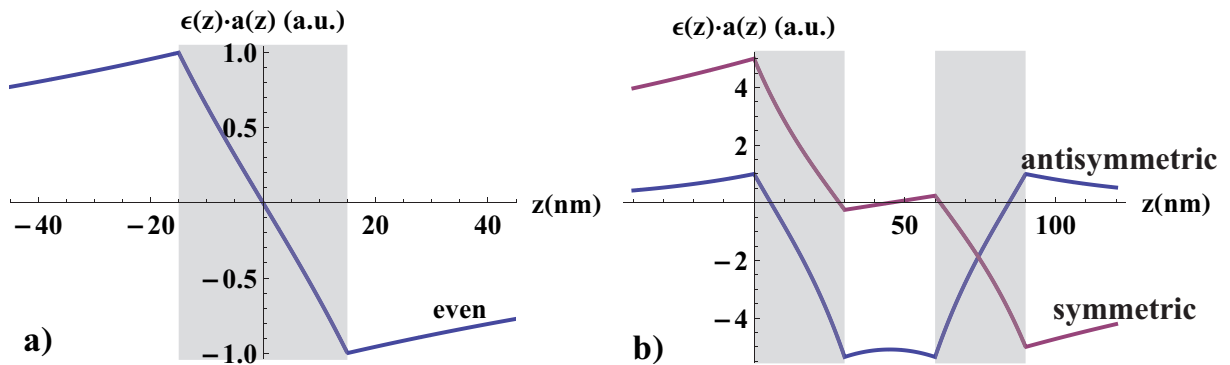 ϵ(z)·a(z) (a.u.)
1.0
0.5
−40
−20
20
40
z(nm)
−0.5
−1.0
even
a)
ϵ(z)·a(z) (a.u.)
4
2
antisymmetric
z(nm)
50
100
−2
−4
symmetric
b)